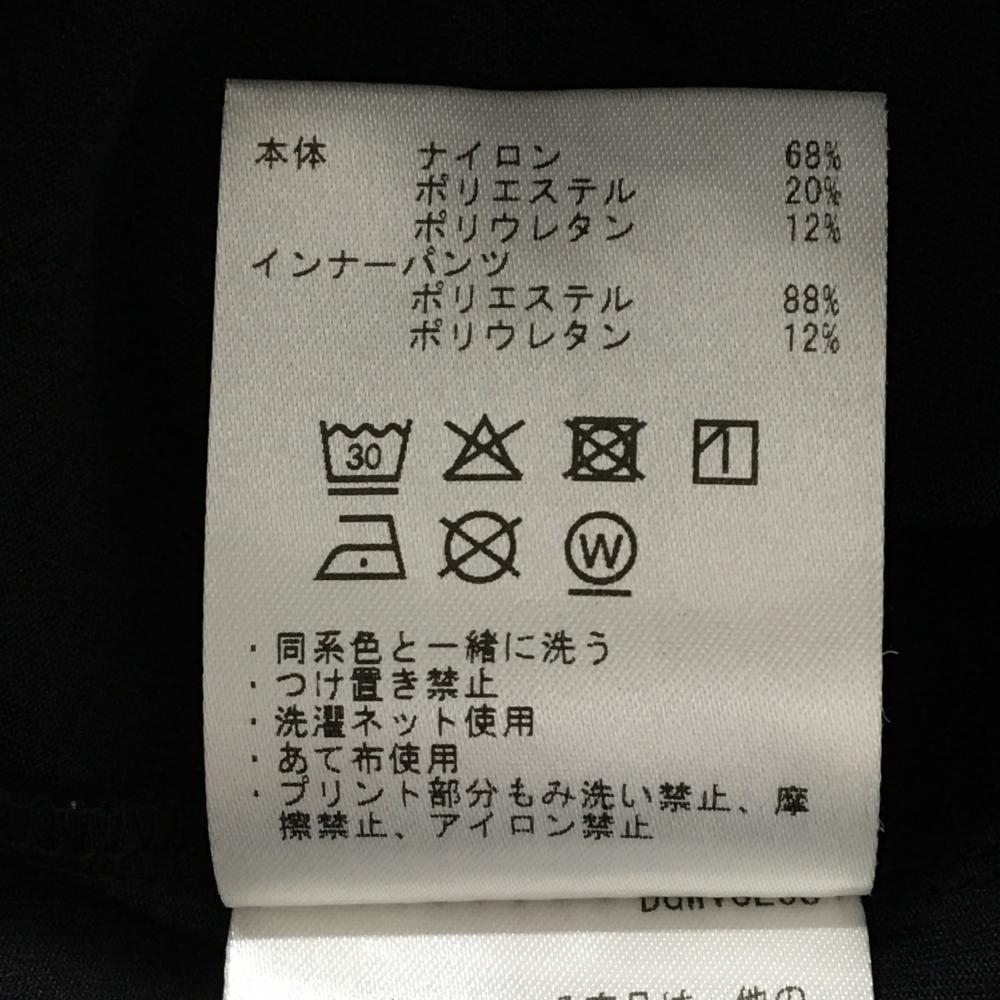 本体 ナイロン 68%
ポリエステル 20%
ポリウレタン 12%
インナーパンツ
ポリエステル 88%
ポリウレタン 12%
30
W
・同系色と一緒に洗う
・つけ置き禁止
・洗濯ネット使用
・あて布使用
・プリント部分もみ洗い禁止、摩
擦禁止、アイロン禁止